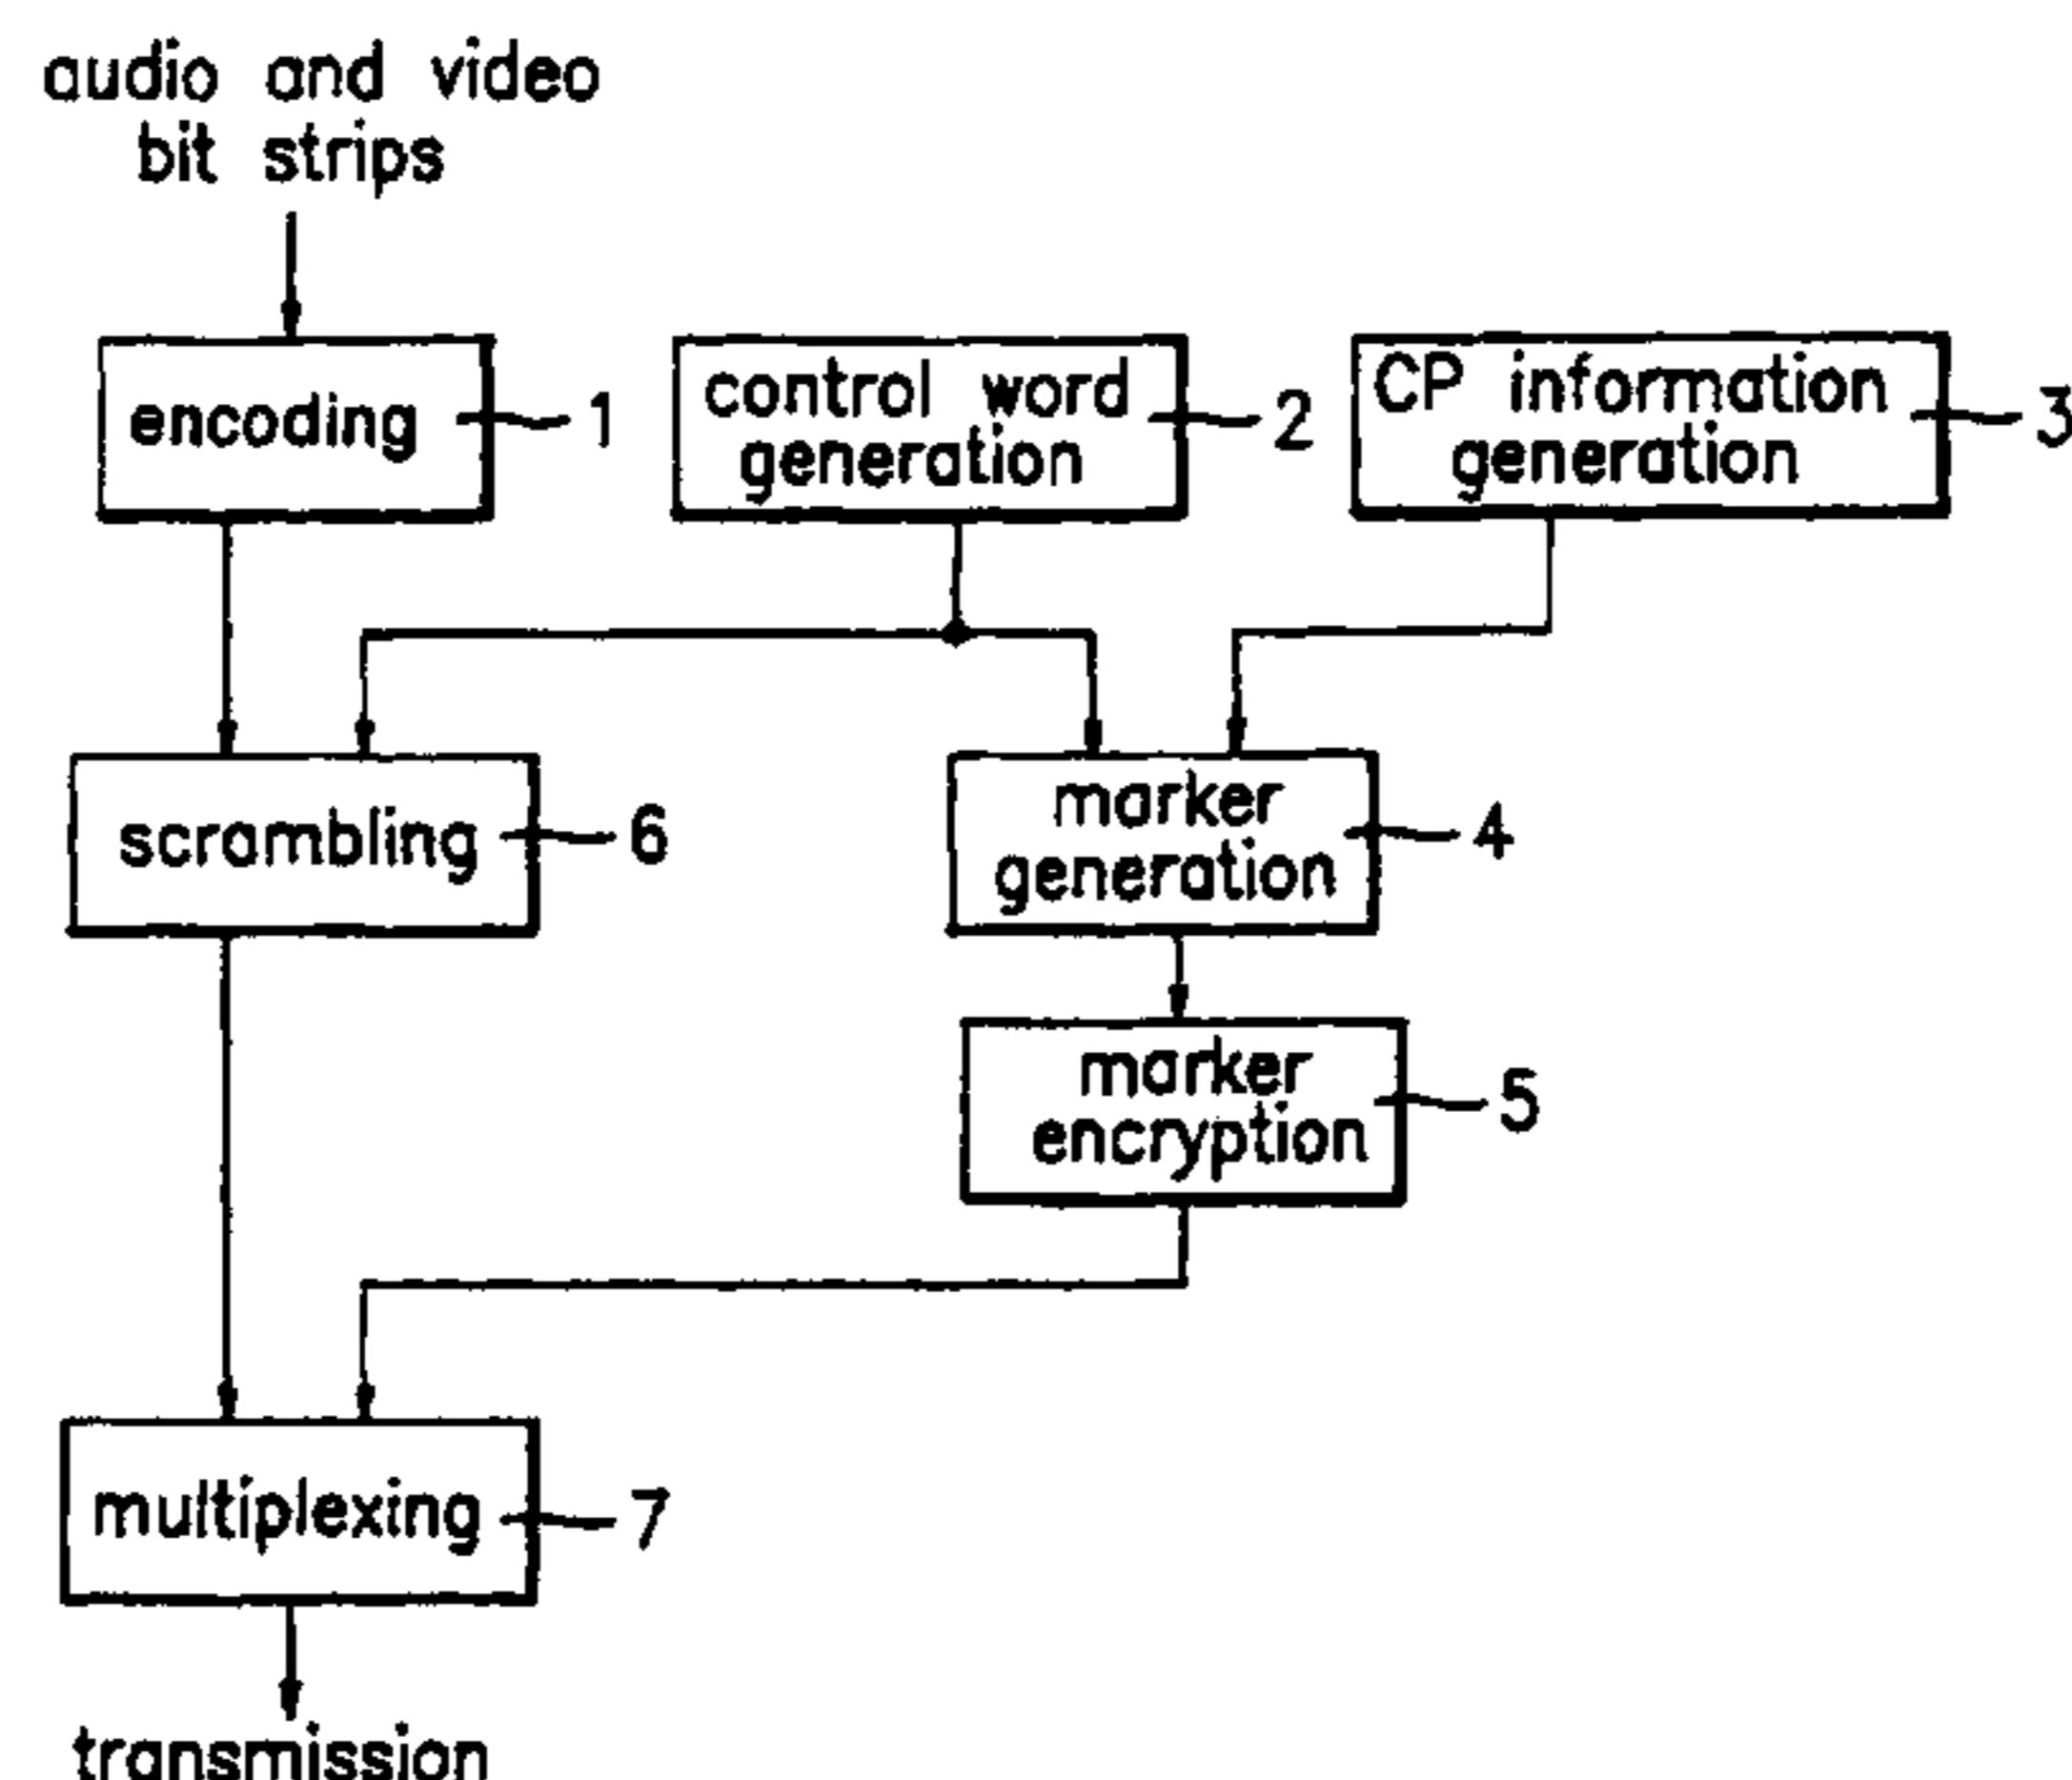 audio and video
bit strips
encoding
1
control word
generation
2
CP information
generation
3
scrambling
6
marker
generation
4
marker
encryption
5
multiplexing
7
transmission